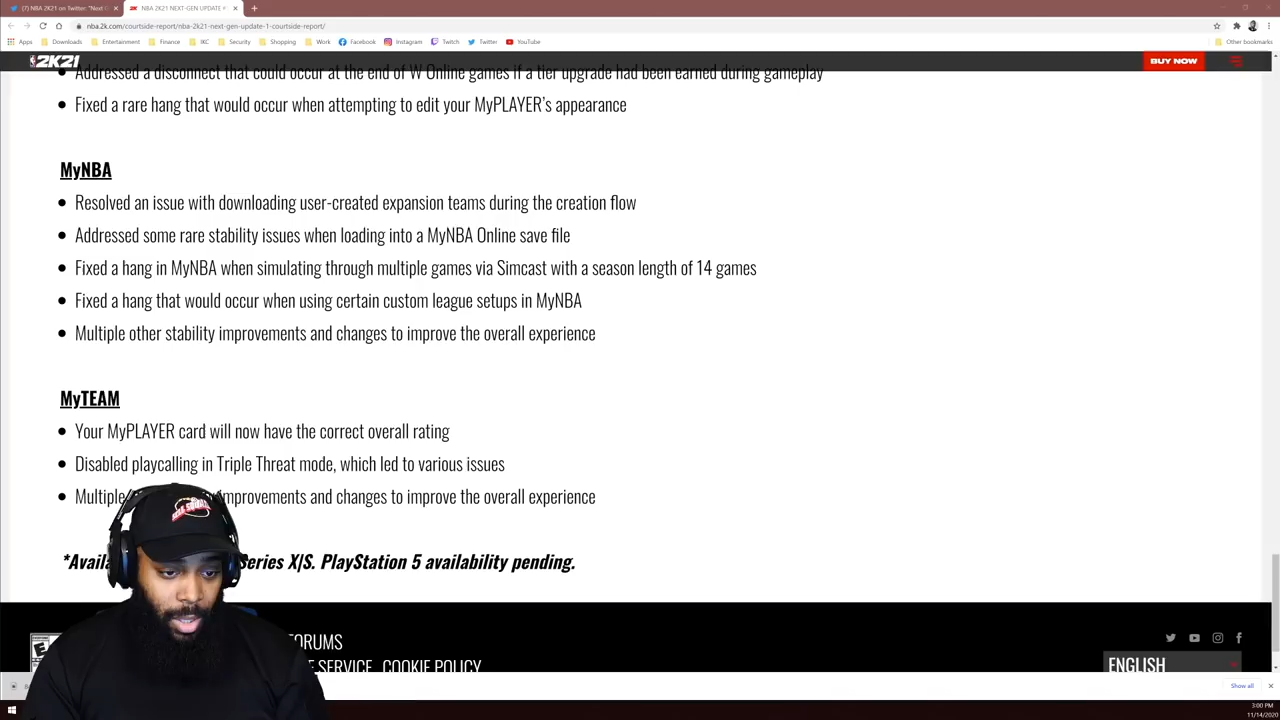 (7) NBA 2K21 on Twitter: "Next
NBA 2K21 NEXT-GEN UPDATE #
nba.2k.com/courtside-report/nba-2k21-next-gen-update-1-courtside-report/
Apps Downloads Entertainment Finance IKC Security Shopping Work Facebook Instagram Twitch Twitter YouTube Other bookmarks
2K21 BUY NOW
Addressed a disconnect that could occur at the end of W Online games if a tier upgrade had been earned during gameplay
• Fixed a rare hang that would occur when attempting to edit your MyPLAYER's appearance
MyNBA
• Resolved an issue with downloading user-created expansion teams during the creation flow
• Addressed some rare stability issues when loading into a MyNBA Online save file
• Fixed a hang in MyNBA when simulating through multiple games via Simcast with a season length of 14 games
• Fixed a hang that would occur when using certain custom league setups in MyNBA
• Multiple other stability improvements and changes to improve the overall experience
MyTEAM
• Your MyPLAYER card will now have the correct overall rating
• Disabled playcalling in Triple Threat mode, which led to various issues
• Multiple improvements and changes to improve the overall experience
Series X|S. PlayStation 5 availability pending.
SERVICE COOKIE POLICY
ENGLISH
Show all
3:00 PM
11/14/2020